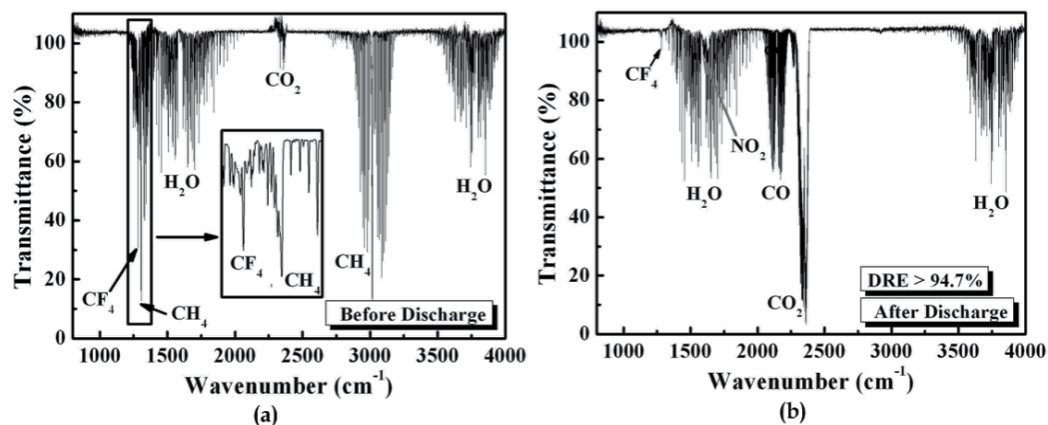 100
80
60
40
20
0
Transmittance (%)
CO₂
H₂O
H₂O
CF₄
CH₄
CH₄
CF₄
CH₄
Before Discharge
1000 1500 2000 2500 3000 3500 4000
Wavenumber (cm⁻¹)
(a)
100
80
60
40
20
0
Transmittance (%)
CF₄
NO₂
H₂O
CO
H₂O
CO₂
DRE > 94.7%
After Discharge
1000 1500 2000 2500 3000 3500 4000
Wavenumber (cm⁻¹)
(b)